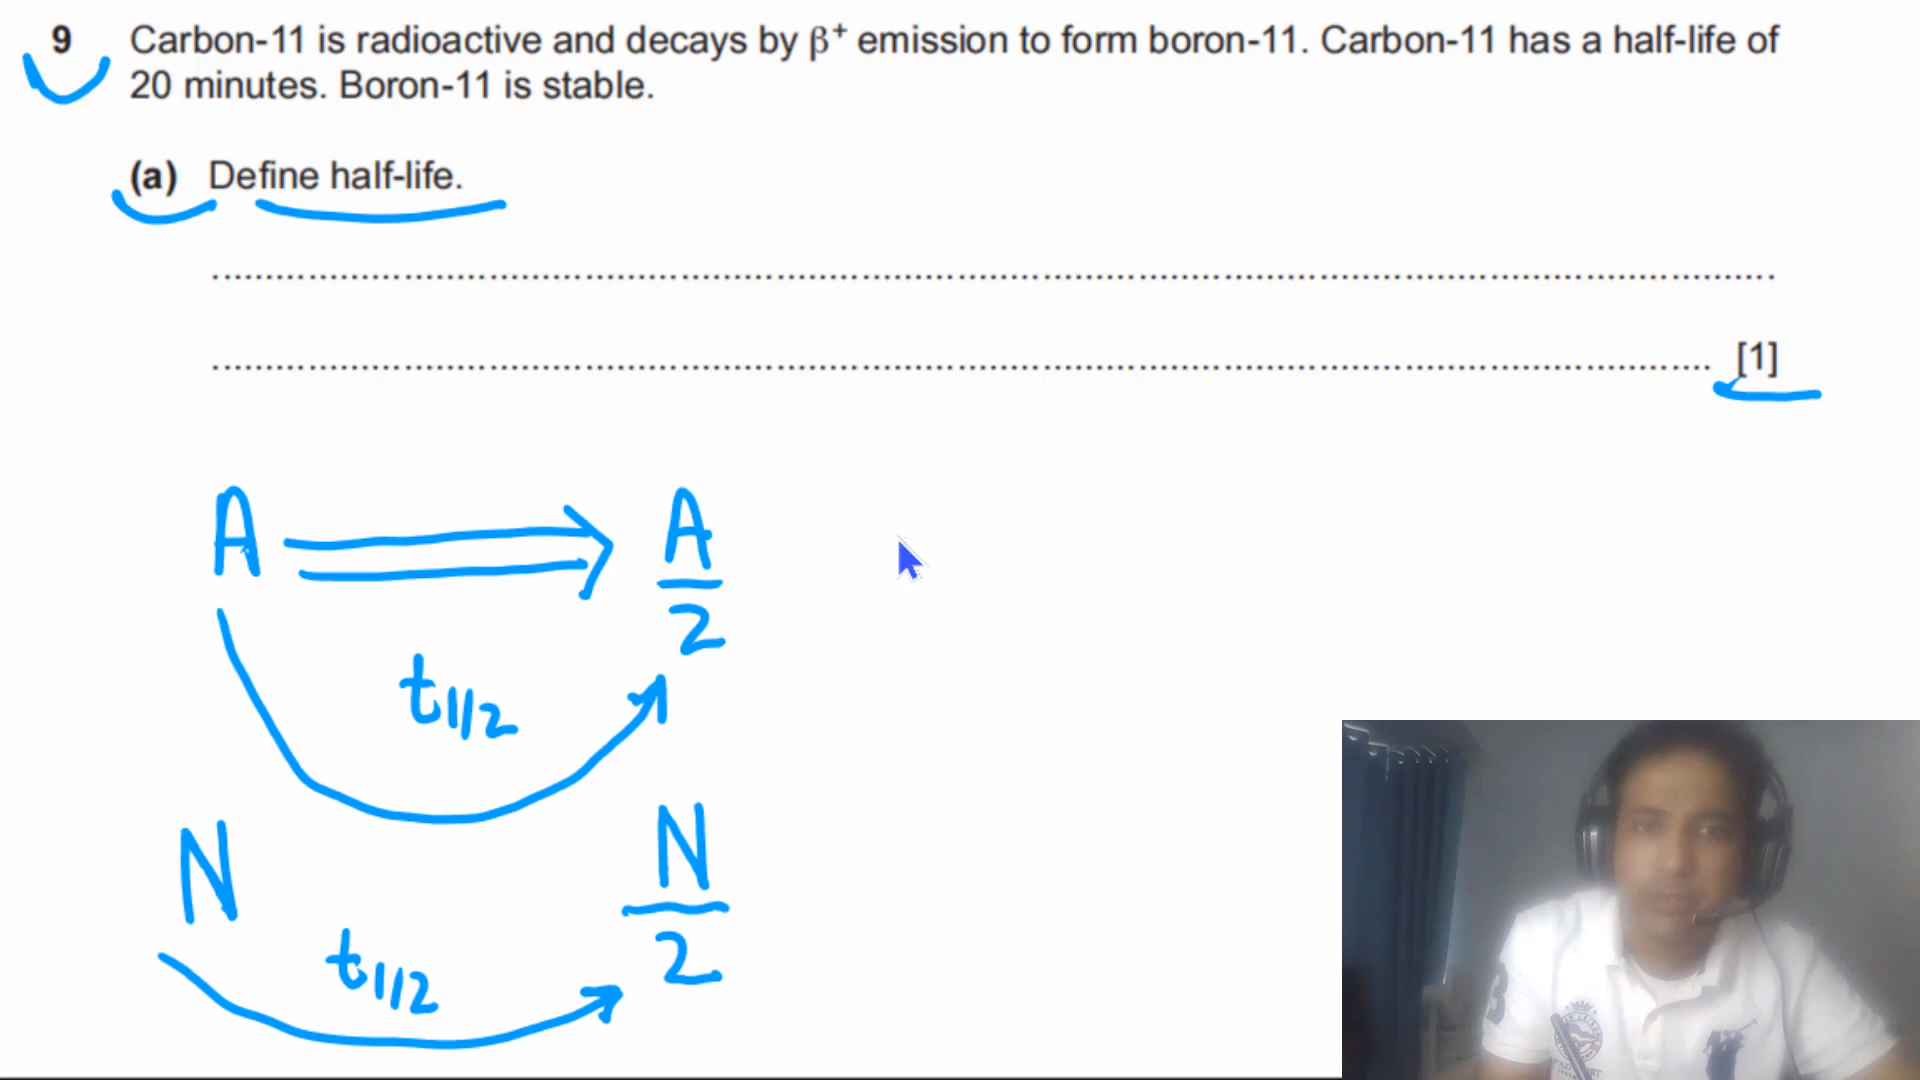 9 Carbon-11 is radioactive and decays by β⁺ emission to form boron-11. Carbon-11 has a half-life of
20 minutes. Boron-11 is stable.
(a) Define half-life.
[1]
A ⇒ A/2
t1/2
N N/2
t1/2
3